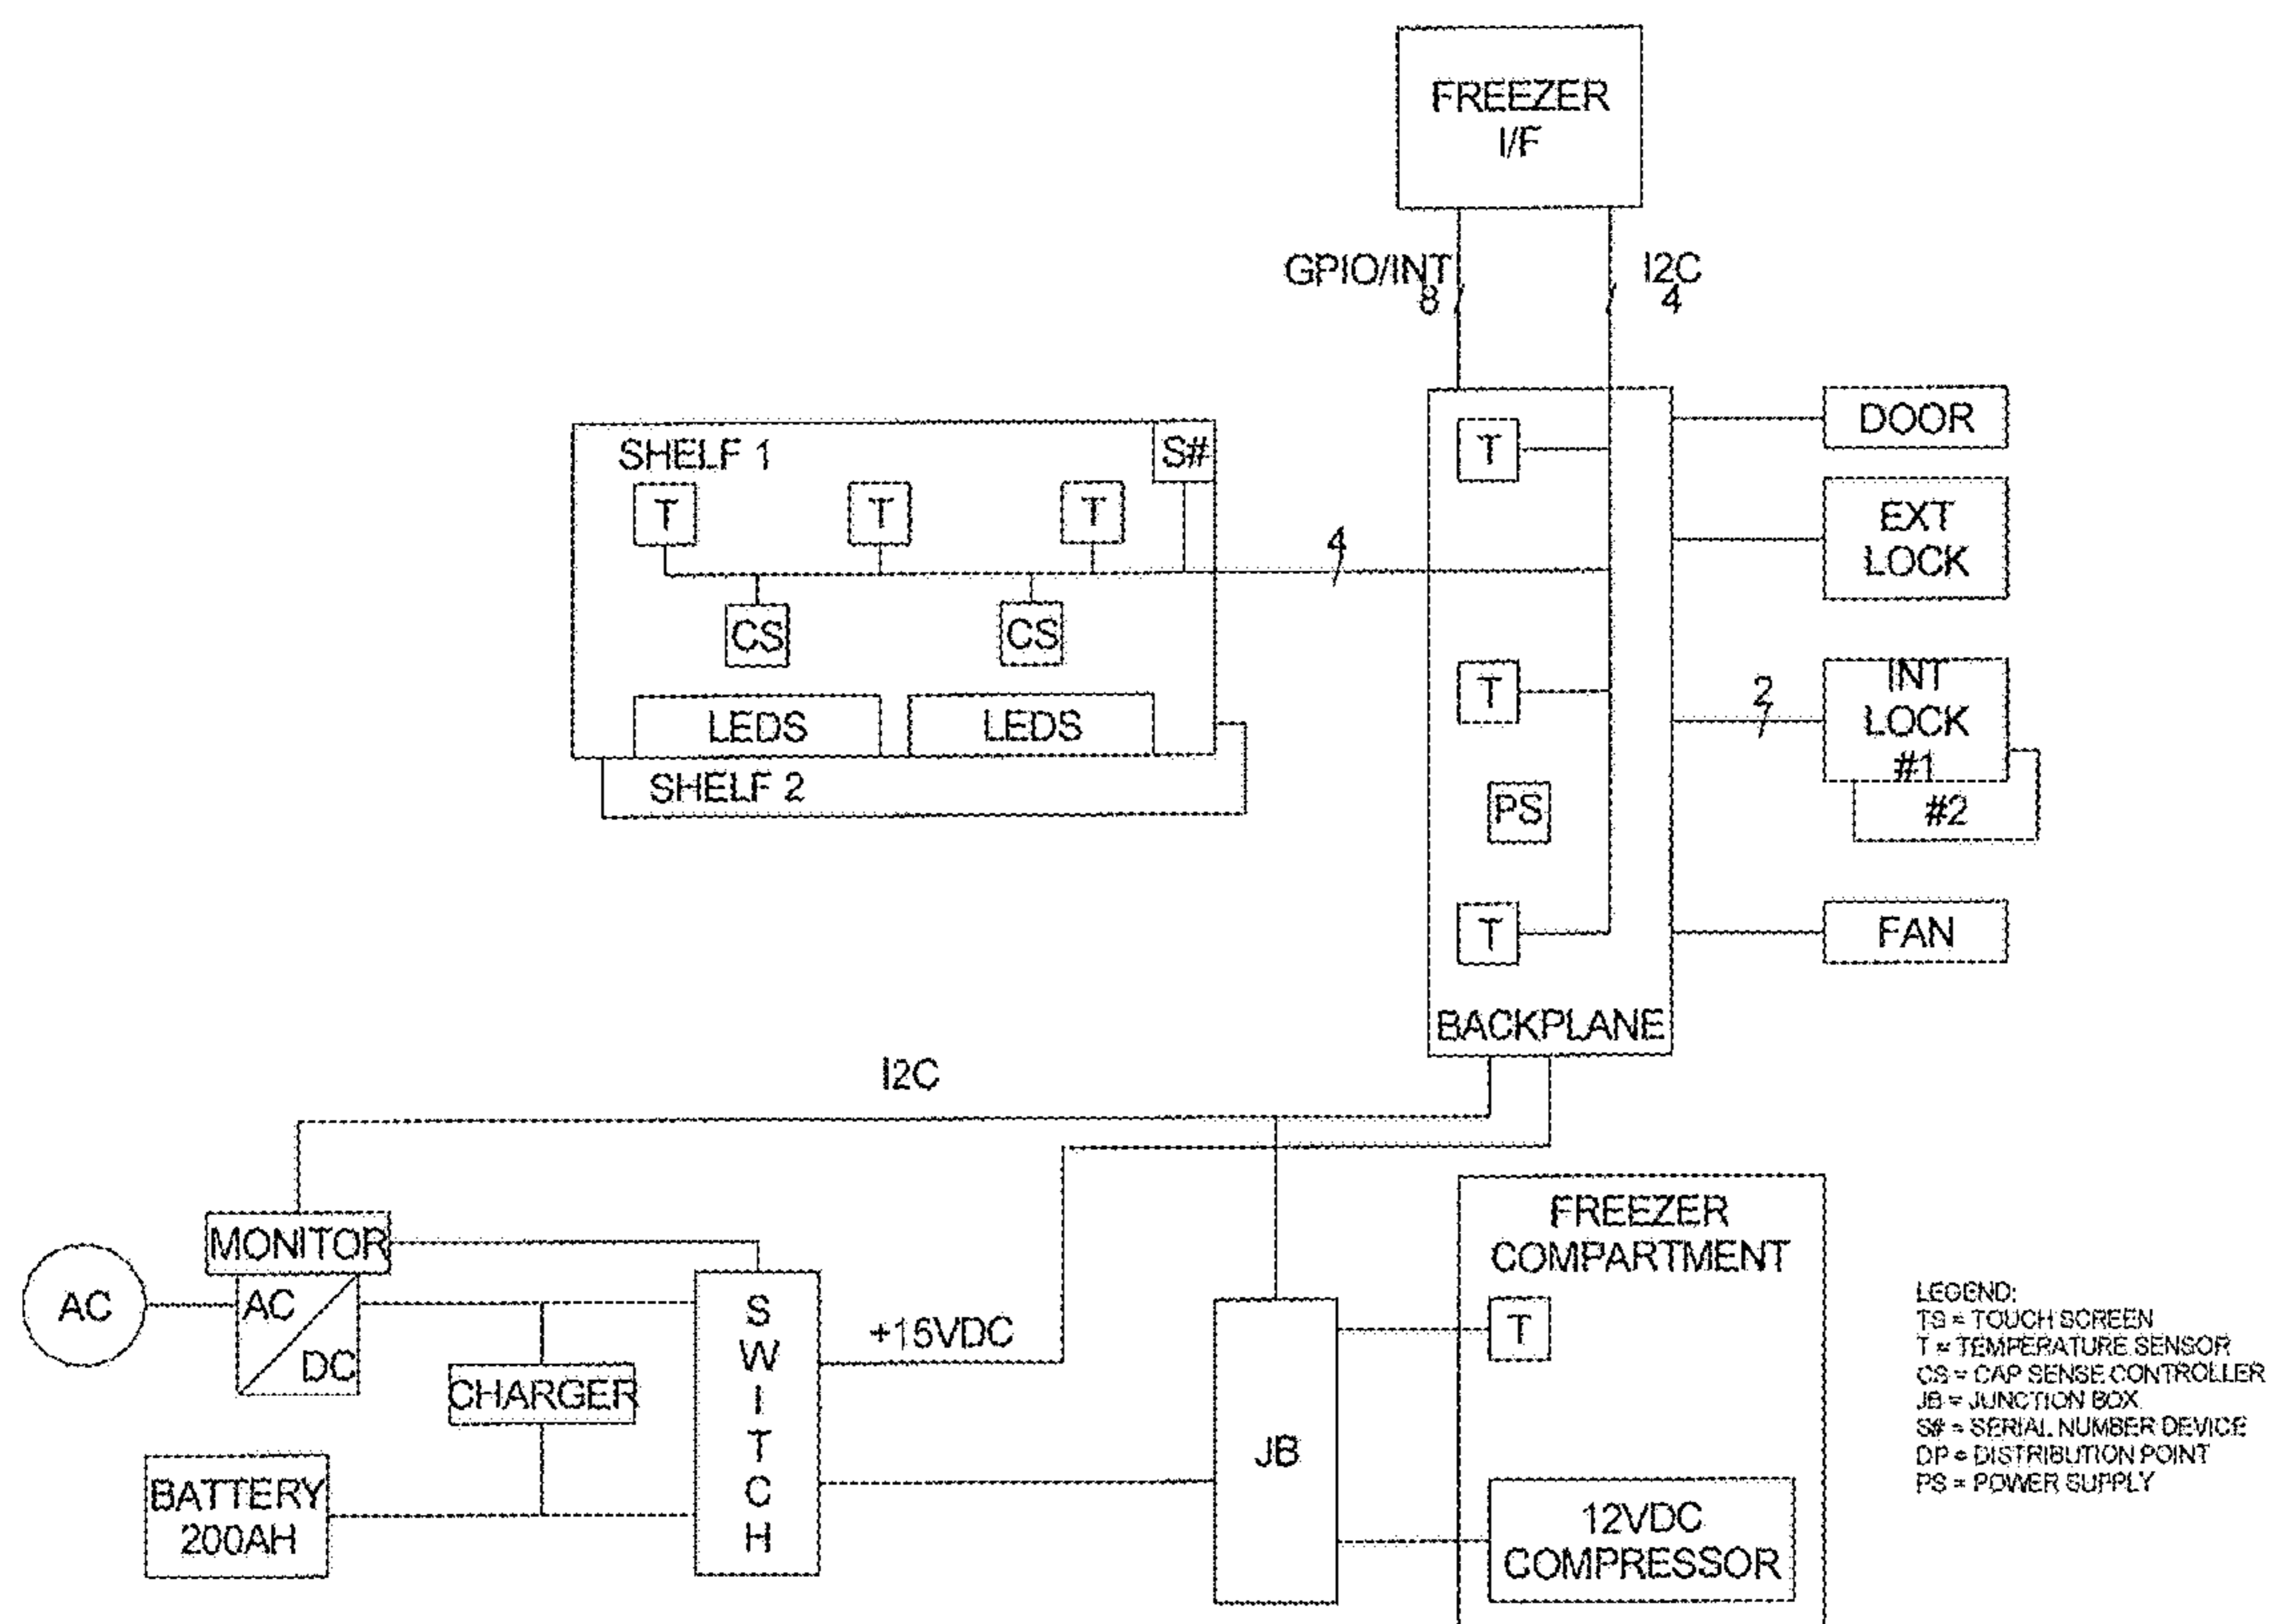 FREEZER
I/F
GPIO/INT
8
I2C
4
DOOR
SHELF 1
S#
T
T
T
T
EXT
LOCK
4
CS
CS
INT
LOCK
#1
2
T
LEDS
LEDS
SHELF 2
PS
#2
T
FAN
BACKPLANE
I2C
MONITOR
FREEZER
COMPARTMENT
AC
AC
DC
SWITCH
+15VDC
T
CHARGER
JB
BATTERY
200AH
12VDC
COMPRESSOR
LEGEND:
TS = TOUCH SCREEN
T = TEMPERATURE SENSOR
CS = CAP SENSE CONTROLLER
JB = JUNCTION BOX
S# = SERIAL NUMBER DEVICE
DP = DISTRIBUTION POINT
PS = POWER SUPPLY